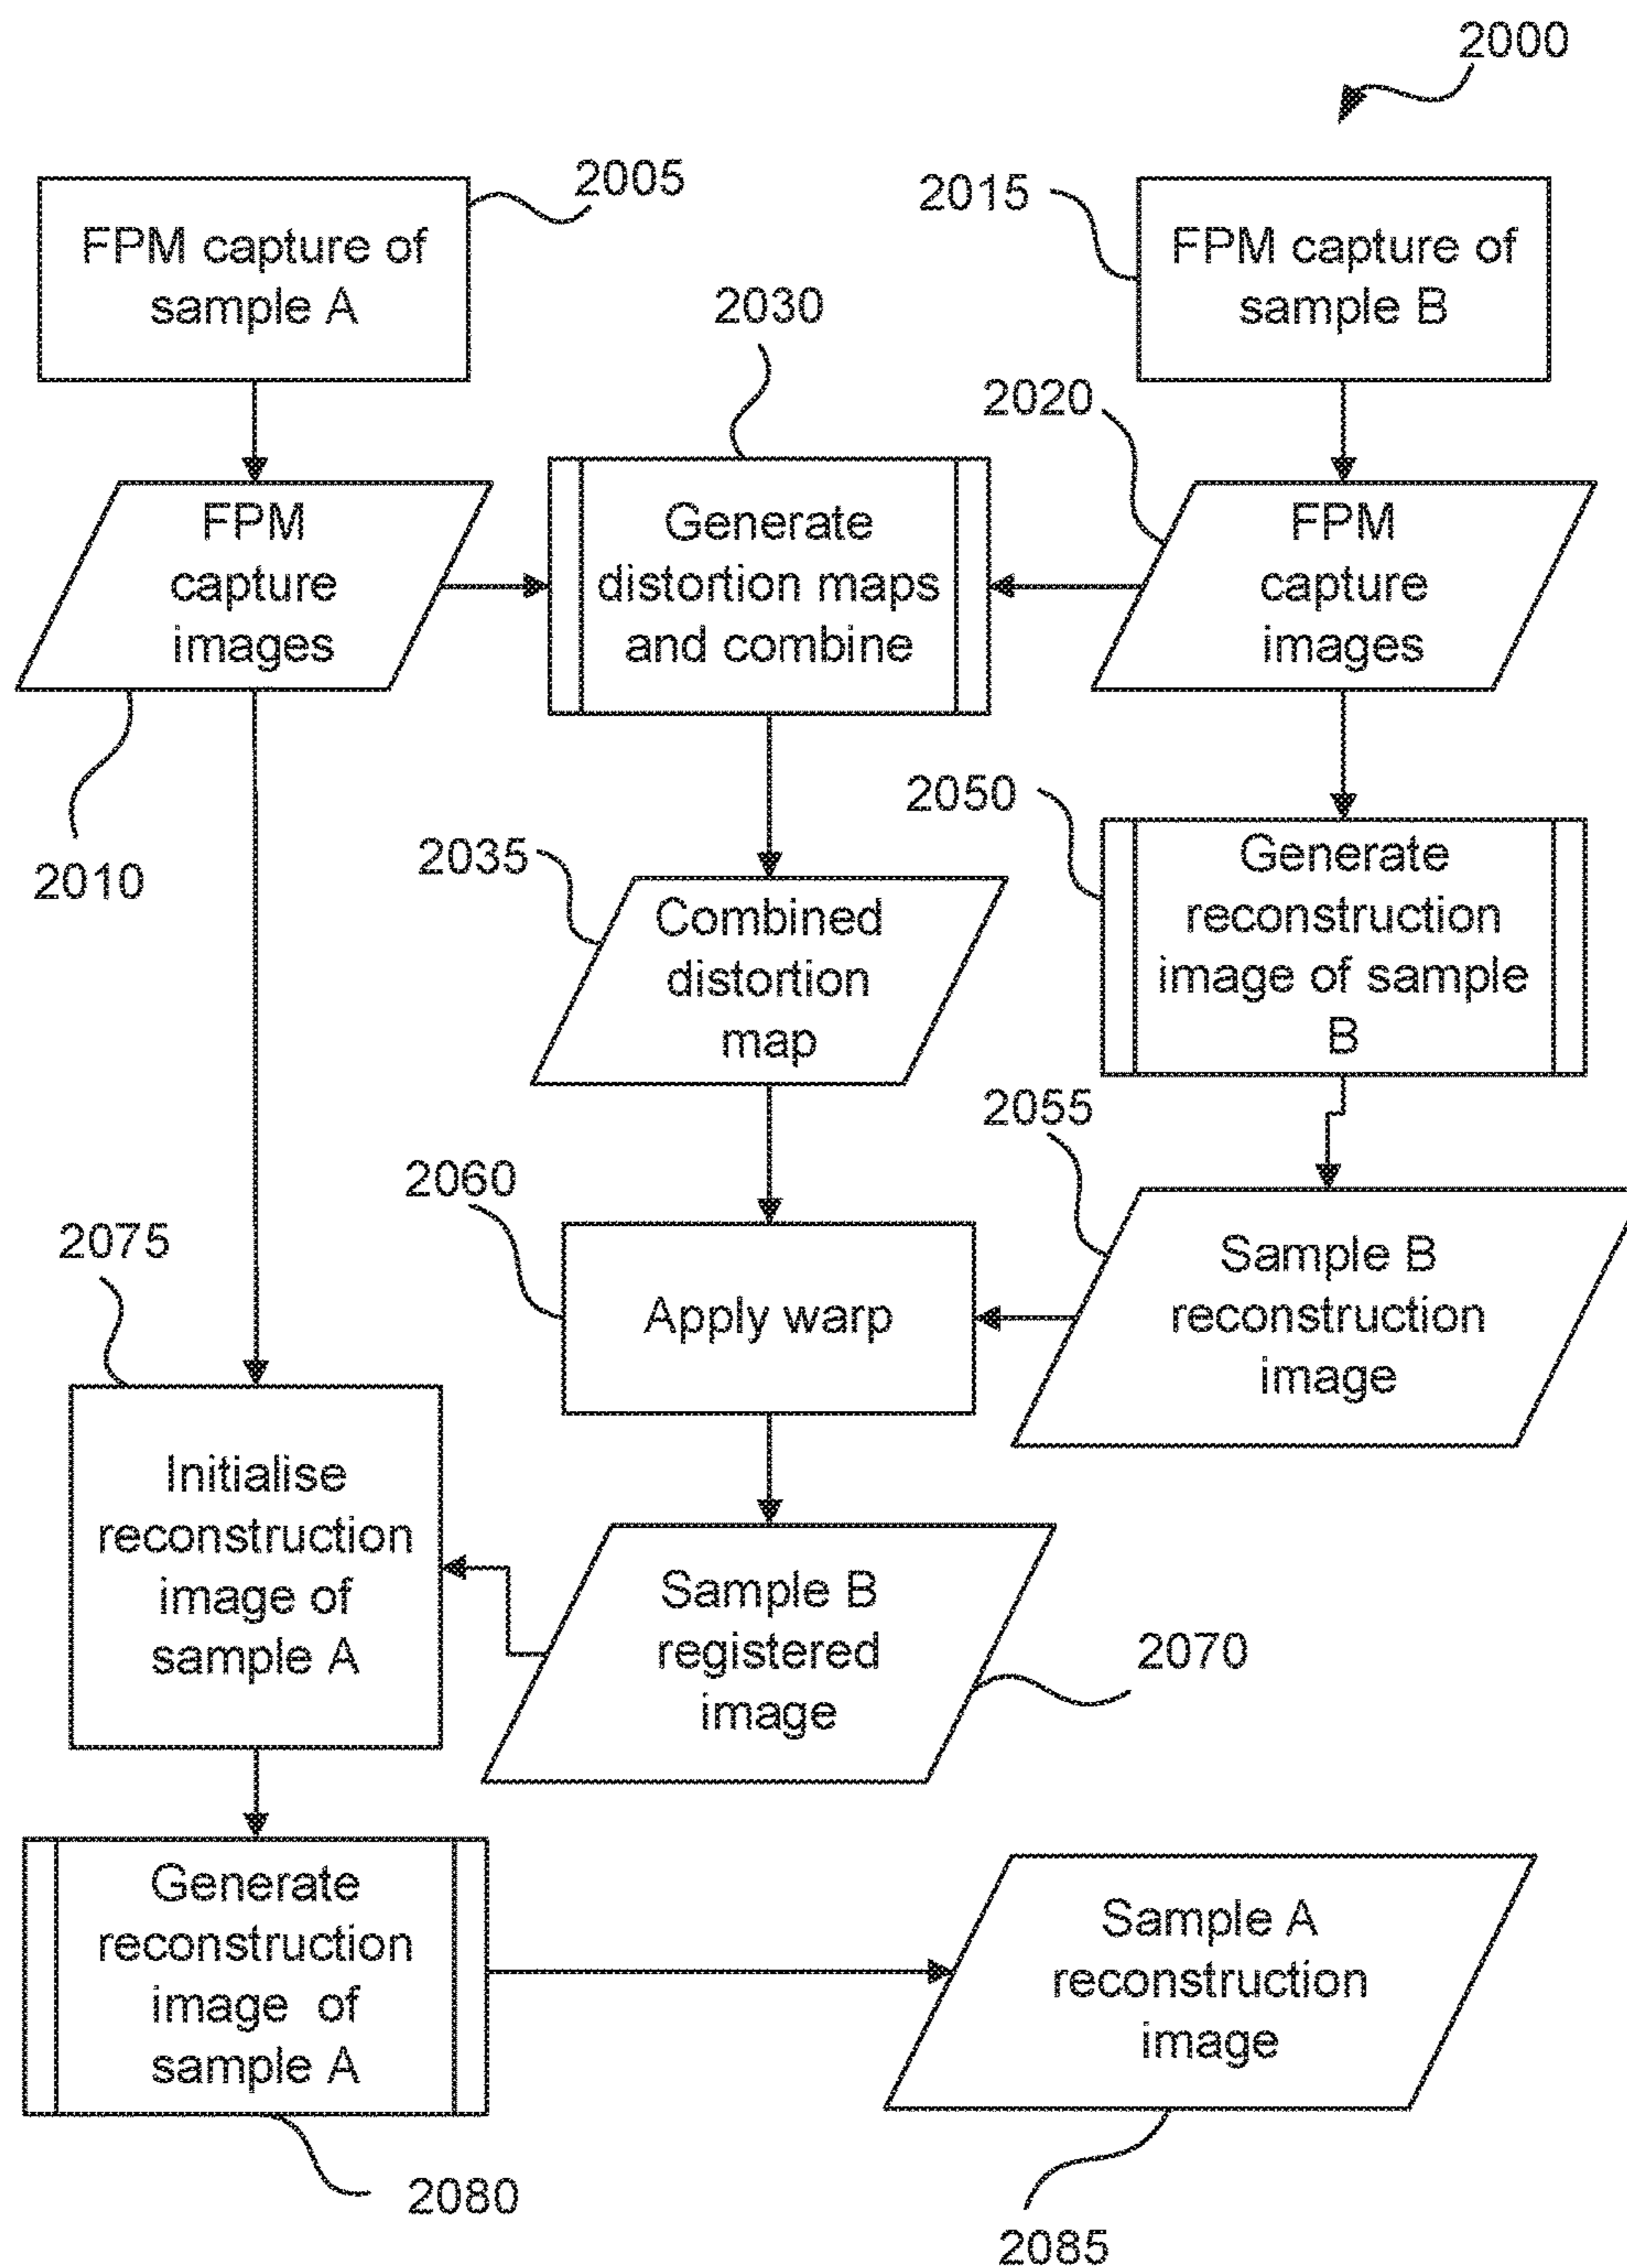 2000
2005
FPM capture of
sample A
2015
FPM capture of
sample B
2030
2020
FPM
capture
images
Generate
distortion maps
and combine
FPM
capture
images
2010
2035
Combined
distortion
map
2050
Generate
reconstruction
image of sample
B
2055
Sample B
reconstruction
image
2060
Apply warp
2075
Initialise
reconstruction
image of
sample A
Sample B
registered
image
2070
Generate
reconstruction
image of
sample A
2080
Sample A
reconstruction
image
2085